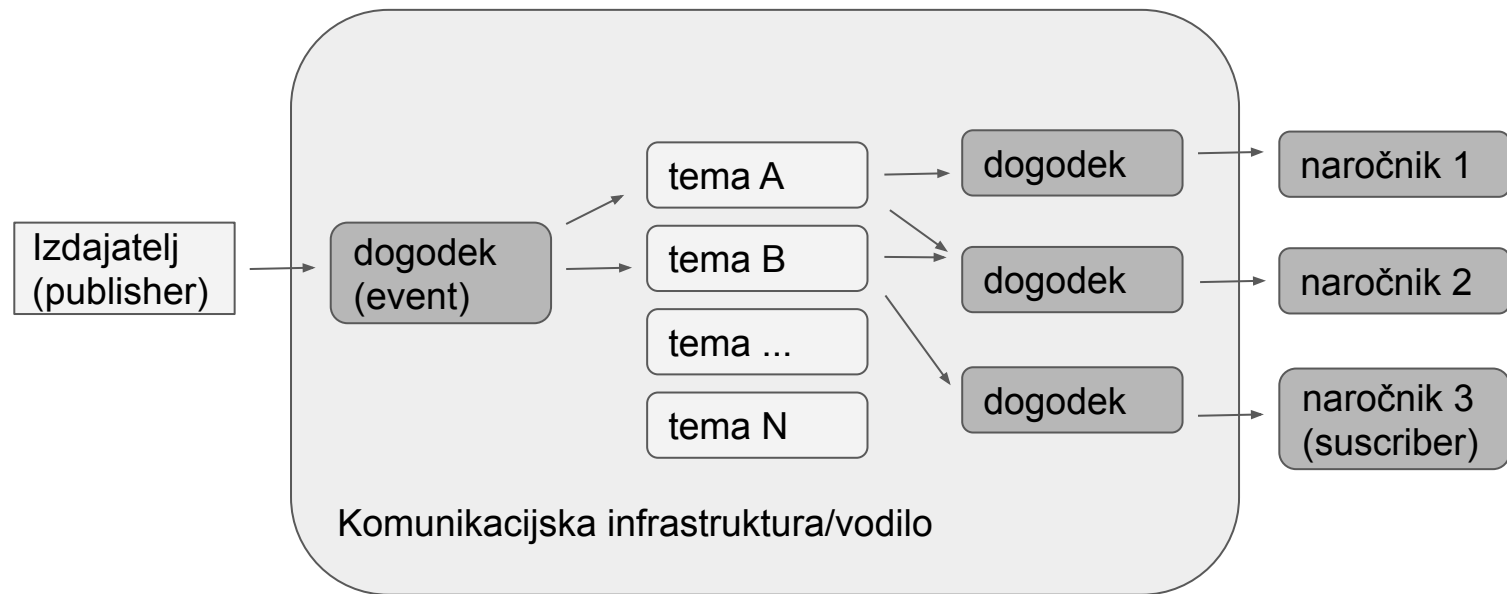 Izdajatelj
(publisher)
dogodek
(event)
tema A
tema B
tema ...
tema N
dogodek
dogodek
dogodek
naročnik 1
naročnik 2
naročnik 3
(suscriber)
Komunikacijska infrastruktura/vodilo